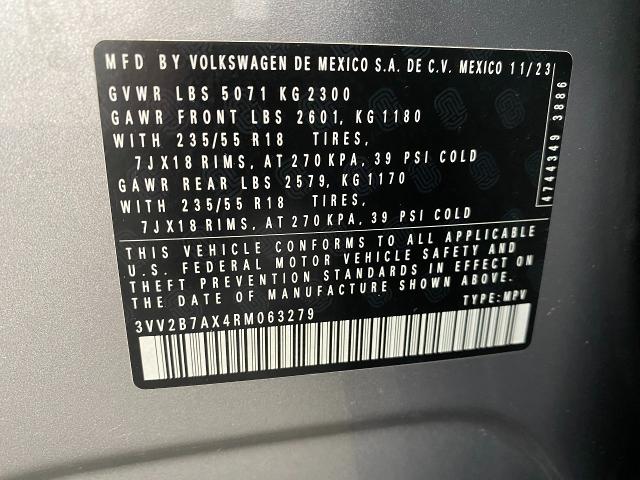 MFD BY VOLKSWAGEN DE MEXICO S.A. DE C.V. MEXICO 11/23
GVWR LBS 5071 KG 2300
GAWR FRONT LBS 2601, KG 1180
WITH 235/55 R18 TIRES,
7JX18 RIMS, AT 270 KPA, 39 PSI COLD
GAWR REAR LBS 2579, KG 1170
WITH 235/55 R18 TIRES,
7JX18 RIMS, AT 270 KPA, 39 PSI COLD
4744349 3886
THIS VEHICLE CONFORMS TO ALL APPLICABLE
U.S. FEDERAL MOTOR VEHICLE SAFETY AND
THEFT PREVENTION STANDARDS IN EFFECT ON
THE DATE OF MANUFACTURE SHOWN ABOVE.
3VV2B7AX4RM063279 TYPE: MPV